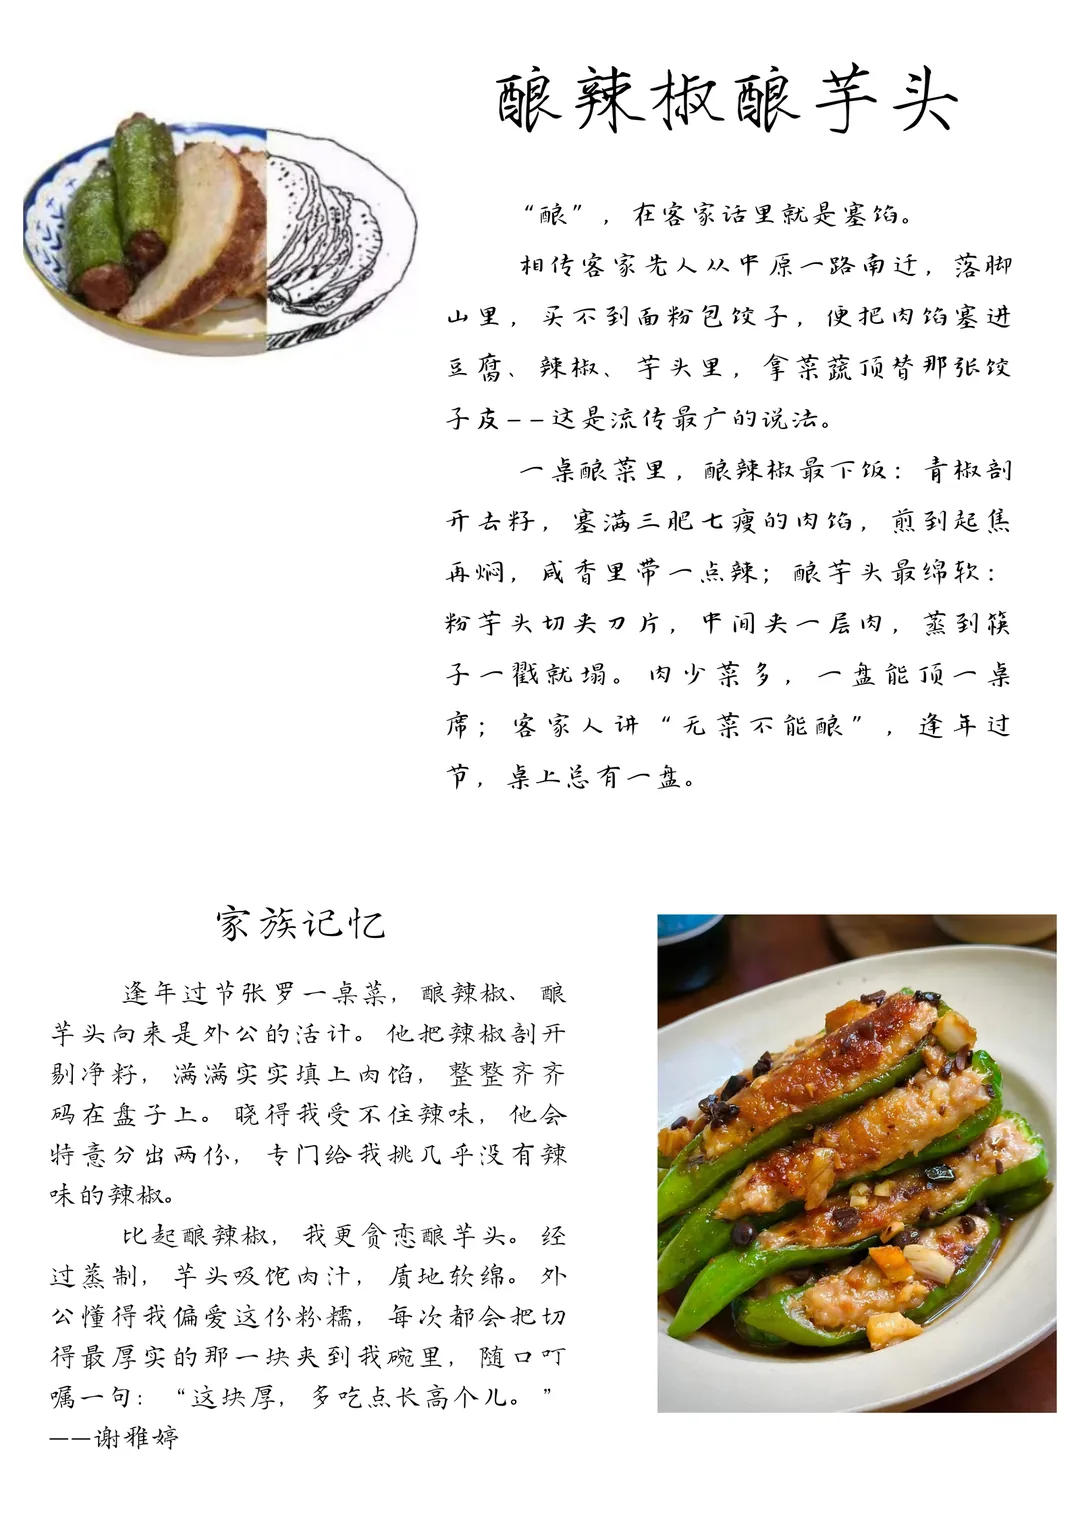 酿辣椒酿芋头
“酿”，在客家话里就是塞馅。
相传客家先人从中原一路南迁，落脚
山里，买不到面粉包饺子，便把肉馅塞进
豆腐、辣椒、芋头里，拿菜蔬顶替那张饺
子皮——这是流传最广的说法。
一桌酿菜里，酿辣椒最下饭：青椒剖
开去籽，塞满三肥七瘦的肉馅，煎到起焦
再焖，咸香里带一点辣；酿芋头最绵软：
粉芋头切夹刀片，中间夹一层肉，蒸到筷
子一戳就塌。肉少菜多，一盘能顶一桌
席；客家人讲“无菜不能酿”，逢年过
节，桌上总有一盘。
家族记忆
逢年过节张罗一桌菜，酿辣椒、酿
芋头向来是外公的活计。他把辣椒剖开
剔净籽，满满实实填上肉馅，整整齐齐
码在盘子上。晓得我受不住辣味，他会
特意分出两份，专门给我挑几乎没有辣
味的辣椒。
比起酿辣椒，我更贪恋酿芋头。经
过蒸制，芋头吸饱肉汁，质地软绵。外
公懂得我偏爱这份粉糯，每次都会把切
得最厚实的那一块夹到我碗里，随口叮
嘱一句：“这块厚，多吃点长高个儿。”
——谢雅婷